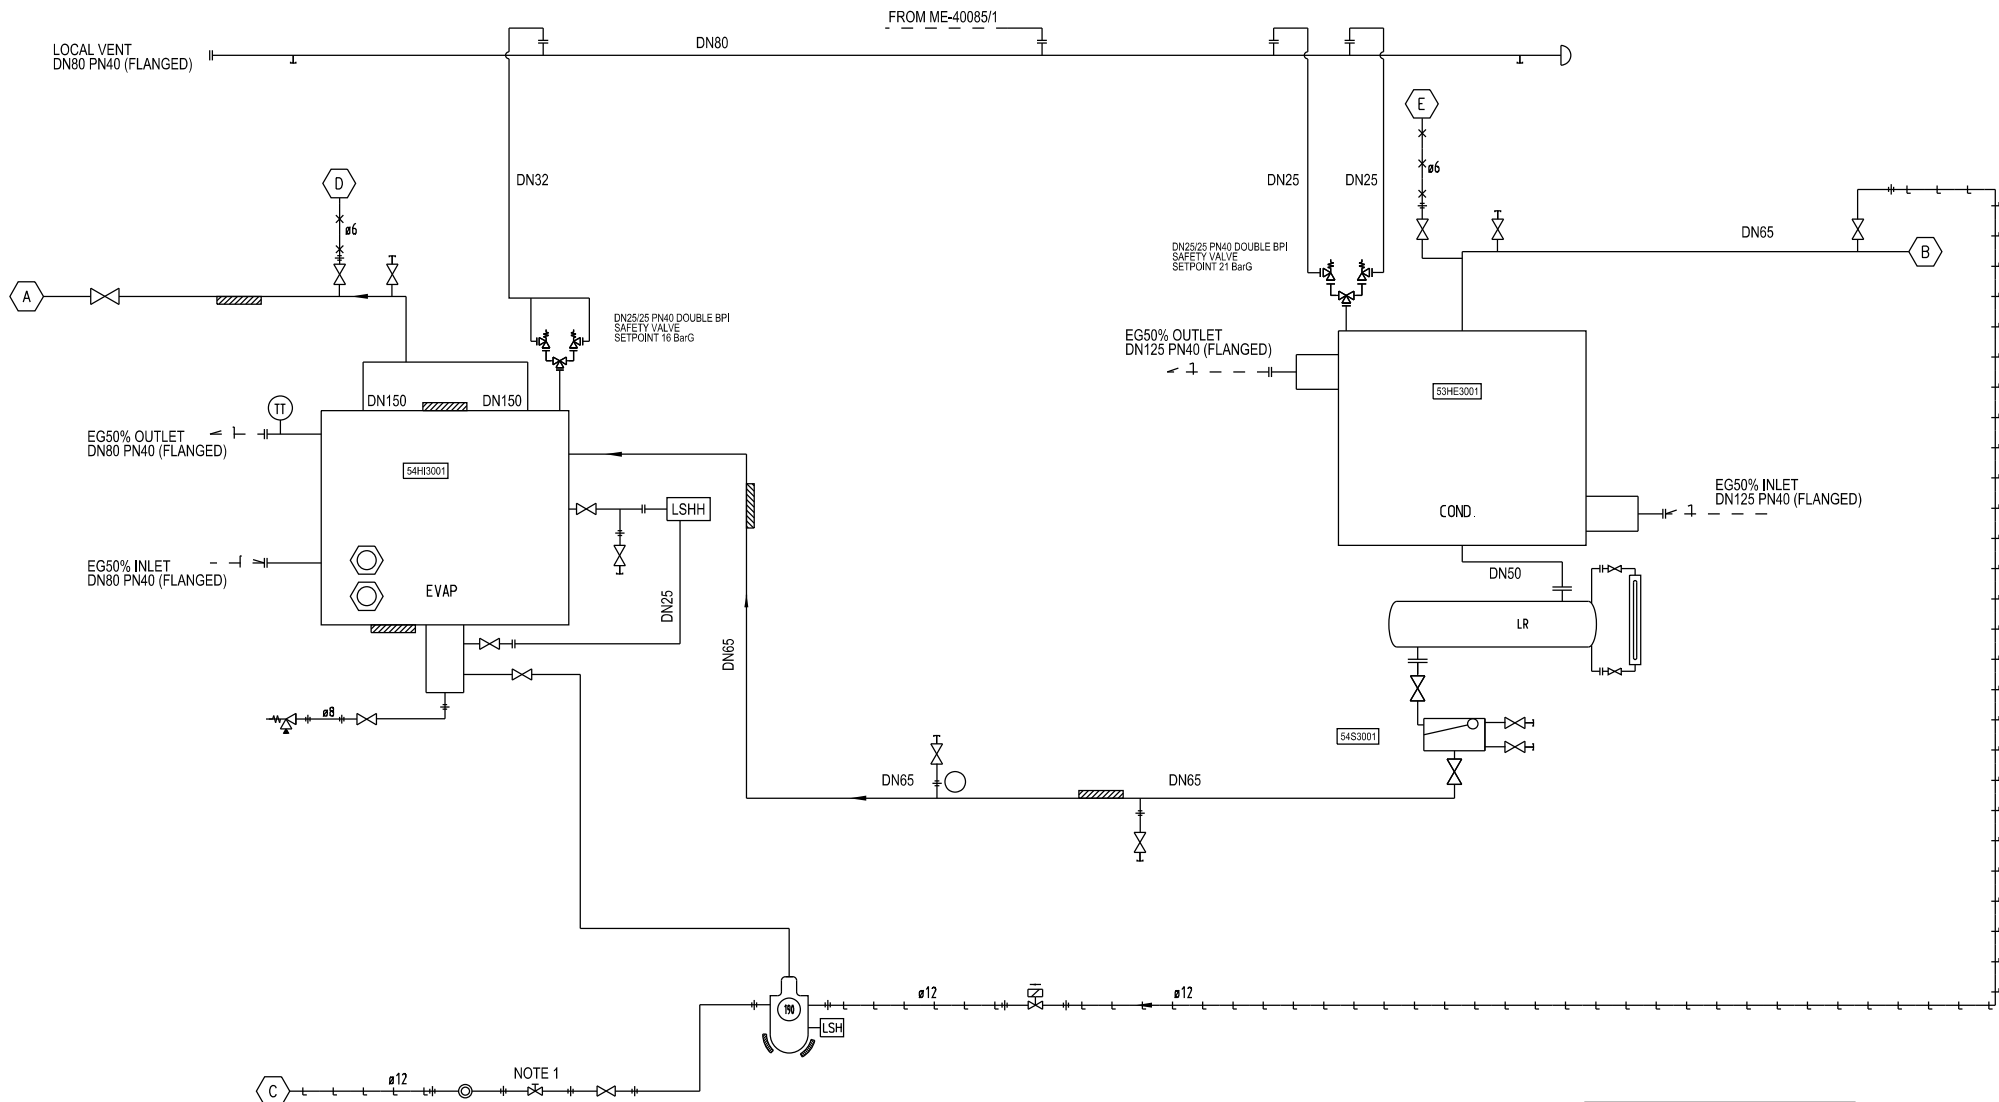 FROM ME-40085/1
LOCAL VENT
DN80 PN40 (FLANGED)
DN80
E
D
DN32
DN25
DN25
ø6
ø6
DN65
B
DN25/25 PN40 DOUBLE BPI
SAFETY VALVE
SETPOINT 21 BarG
A
DN25/25 PN40 DOUBLE BPI
SAFETY VALVE
SETPOINT 16 BarG
EG50% OUTLET
DN125 PN40 (FLANGED)
53HE3001
DN150
DN150
TT
EG50% OUTLET
DN80 PN40 (FLANGED)
54HI3001
EG50% INLET
DN125 PN40 (FLANGED)
LSHH
COND.
EG50% INLET
DN80 PN40 (FLANGED)
EVAP
DN50
DN25
LR
DN65
ø8
54S3001
DN65
DN65
ø12
ø12
190
LSH
NOTE 1
ø12
C